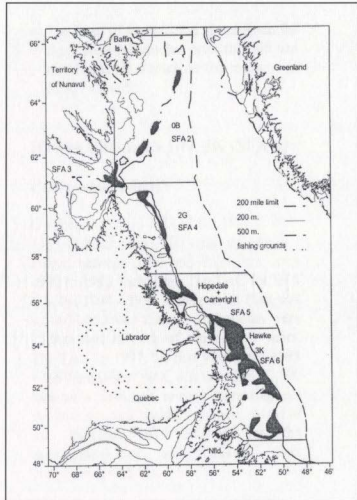 66°
Baffin
Is.
Greenland
Territory
of Nunavut
64°
0B
SFA 2
62°
SFA 3
200 mile limit
60°
2G
200 m.
SFA 4
500 m.
fishing grounds
58°
Hopedale
Cartwright
56°
SFA 5
Labrador
Hawke
54°
3K
SFA 6
52°
Quebec
50°
Nfld.
48°
70° 68° 66° 64° 62° 60° 58° 56° 54° 52° 50° 48° 46°